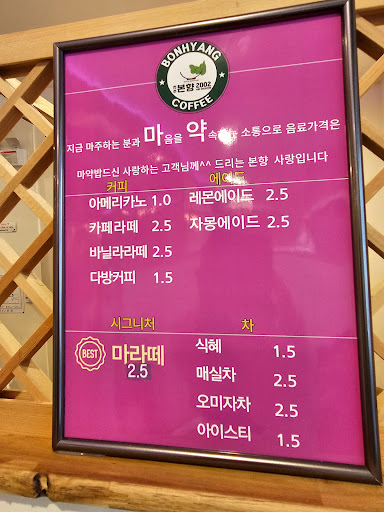 BONHYANG
본향 2002
COFFEE
지금 마주하는 분과 마음을 약속하는 소통으로 음료가격은
마약밥드신 사랑하는 고객님께^^ 드리는 본향 사랑입니다
커피 에이드
아메리카노 1.0 레몬에이드 2.5
카페라떼 2.5 차몽에이드 2.5
바닐라라떼 2.5
다방커피 1.5
시그니처 차
BEST 마라떼 식혜 1.5
2.5
매실차 2.5
오미자차 2.5
아이스티 1.5